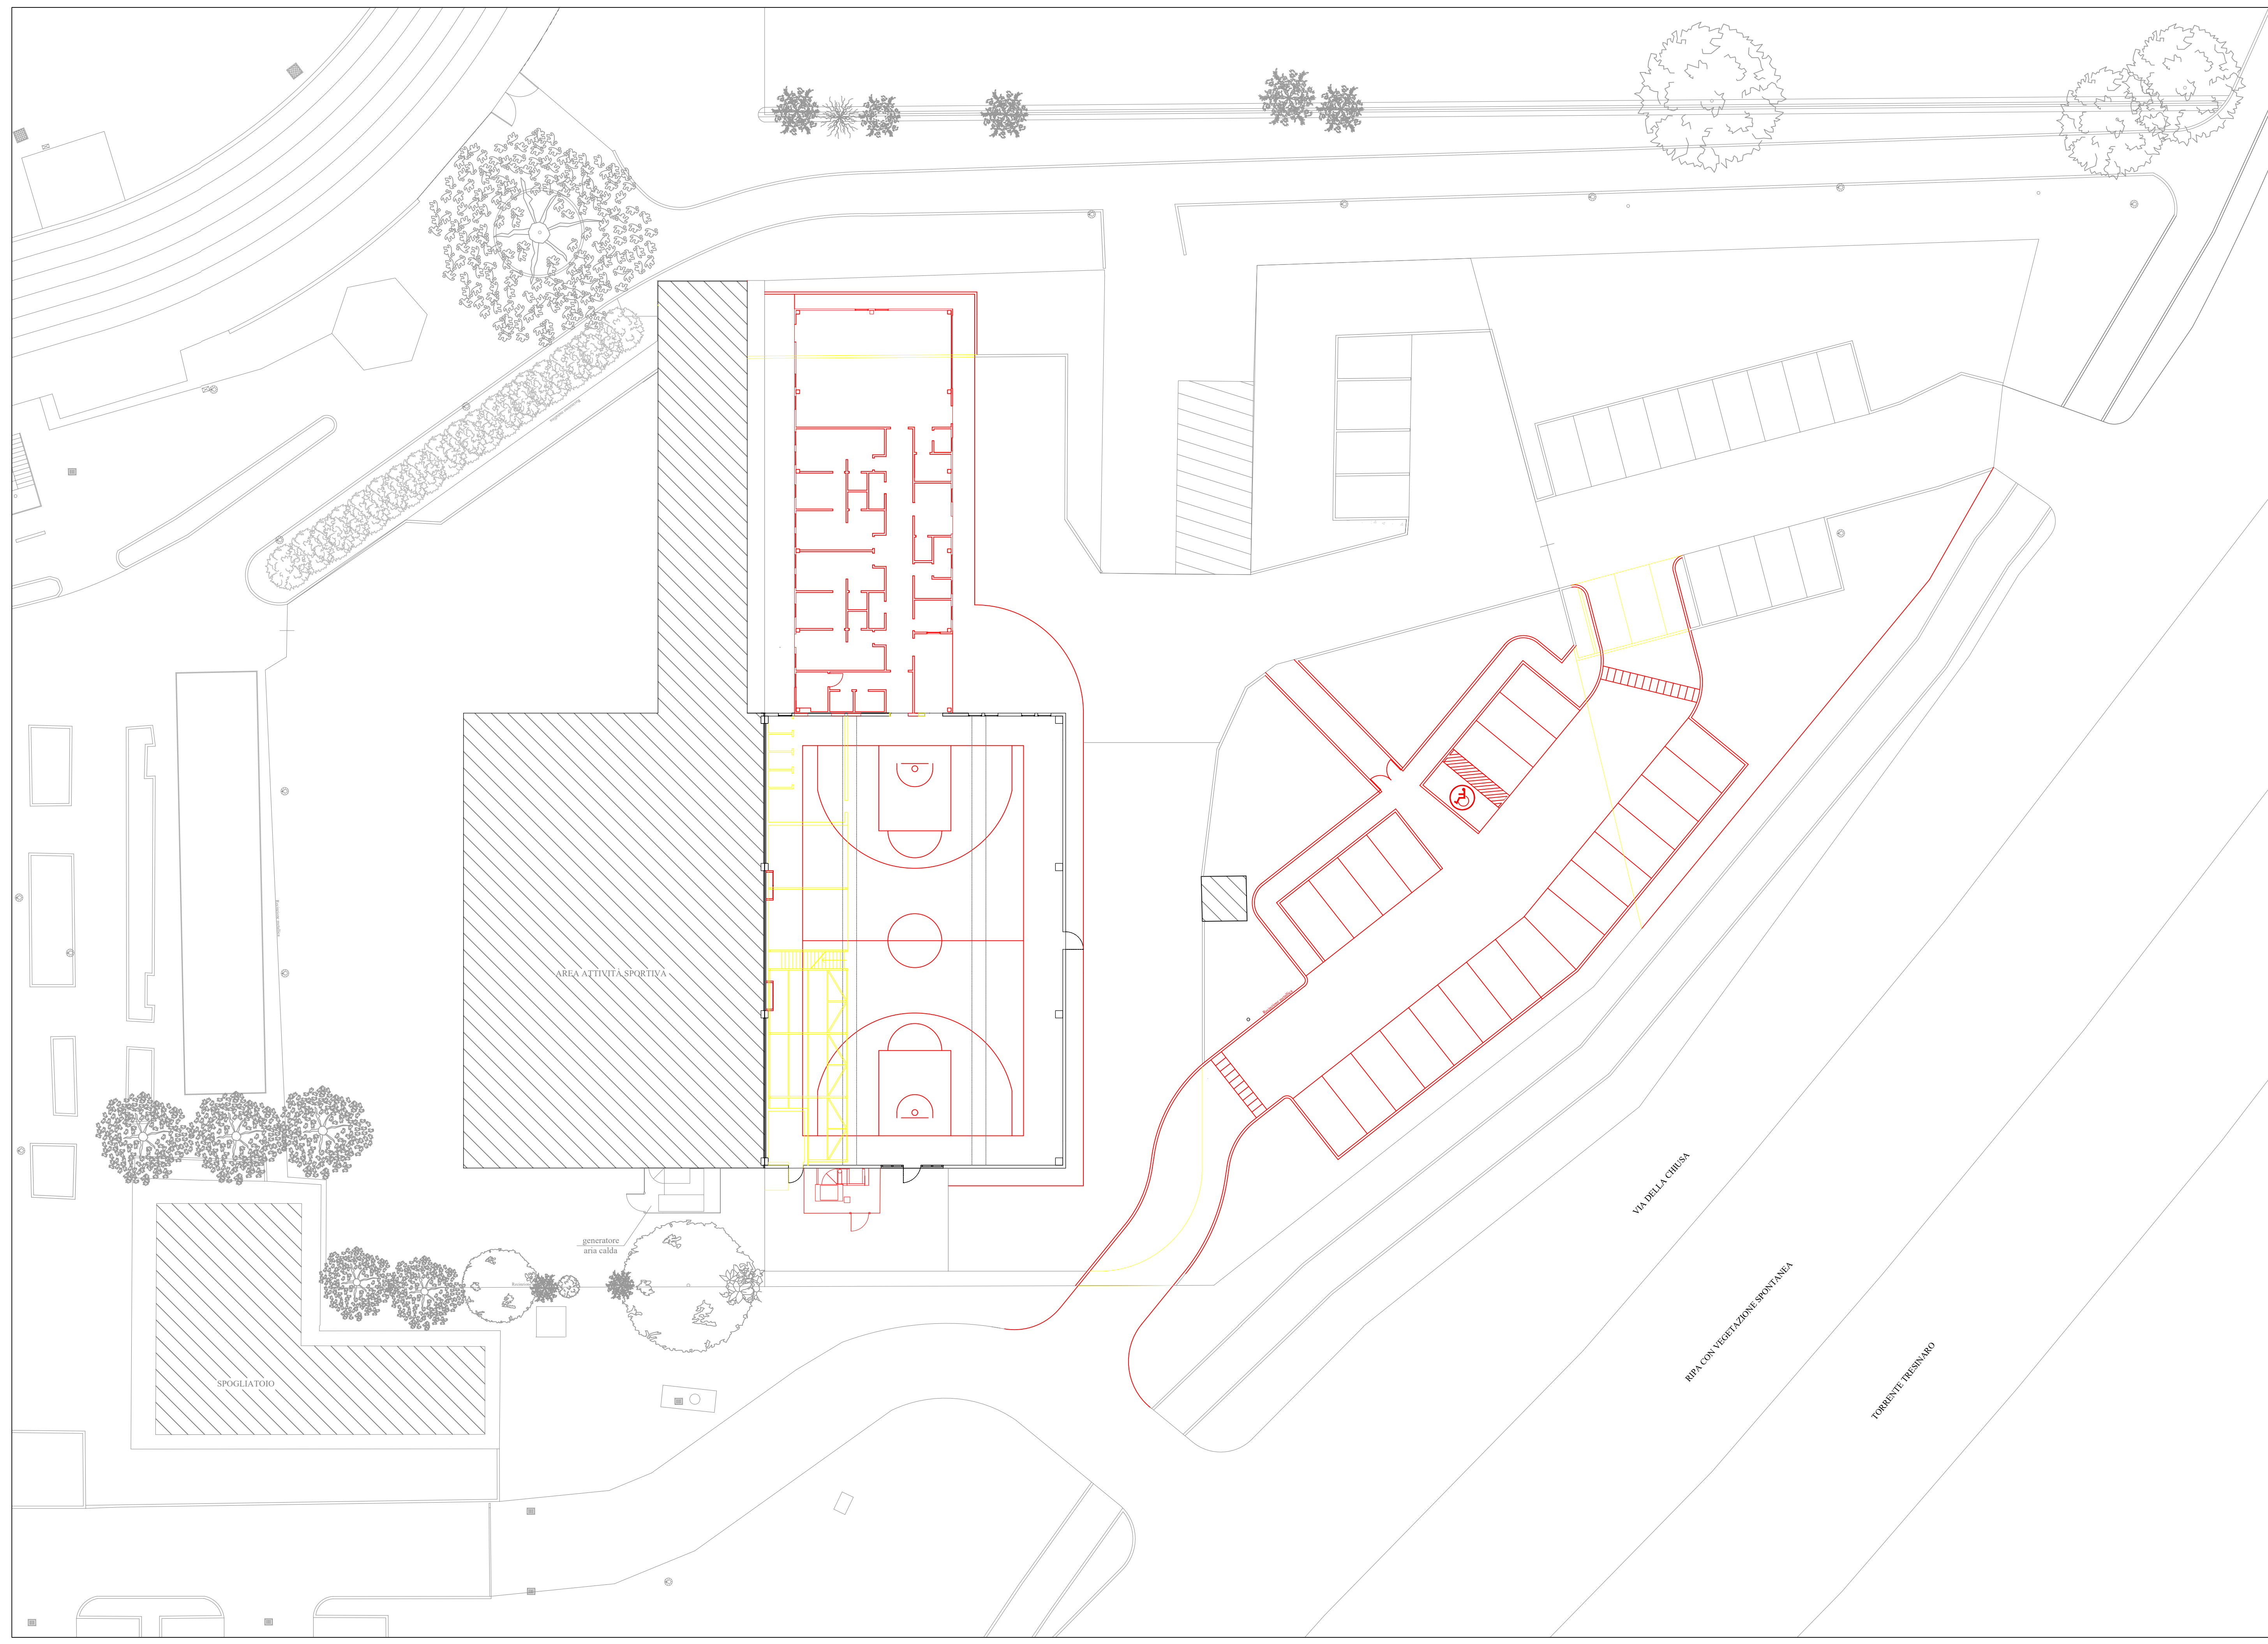 AREA ATTIVITÀ SPORTIVA
generatore
aria calda
SPOGLIATOIO
VIA DELLA CHIUSA
RIPA CON VEGETAZIONE SPONTANEA
TORRENTE TRESINARO